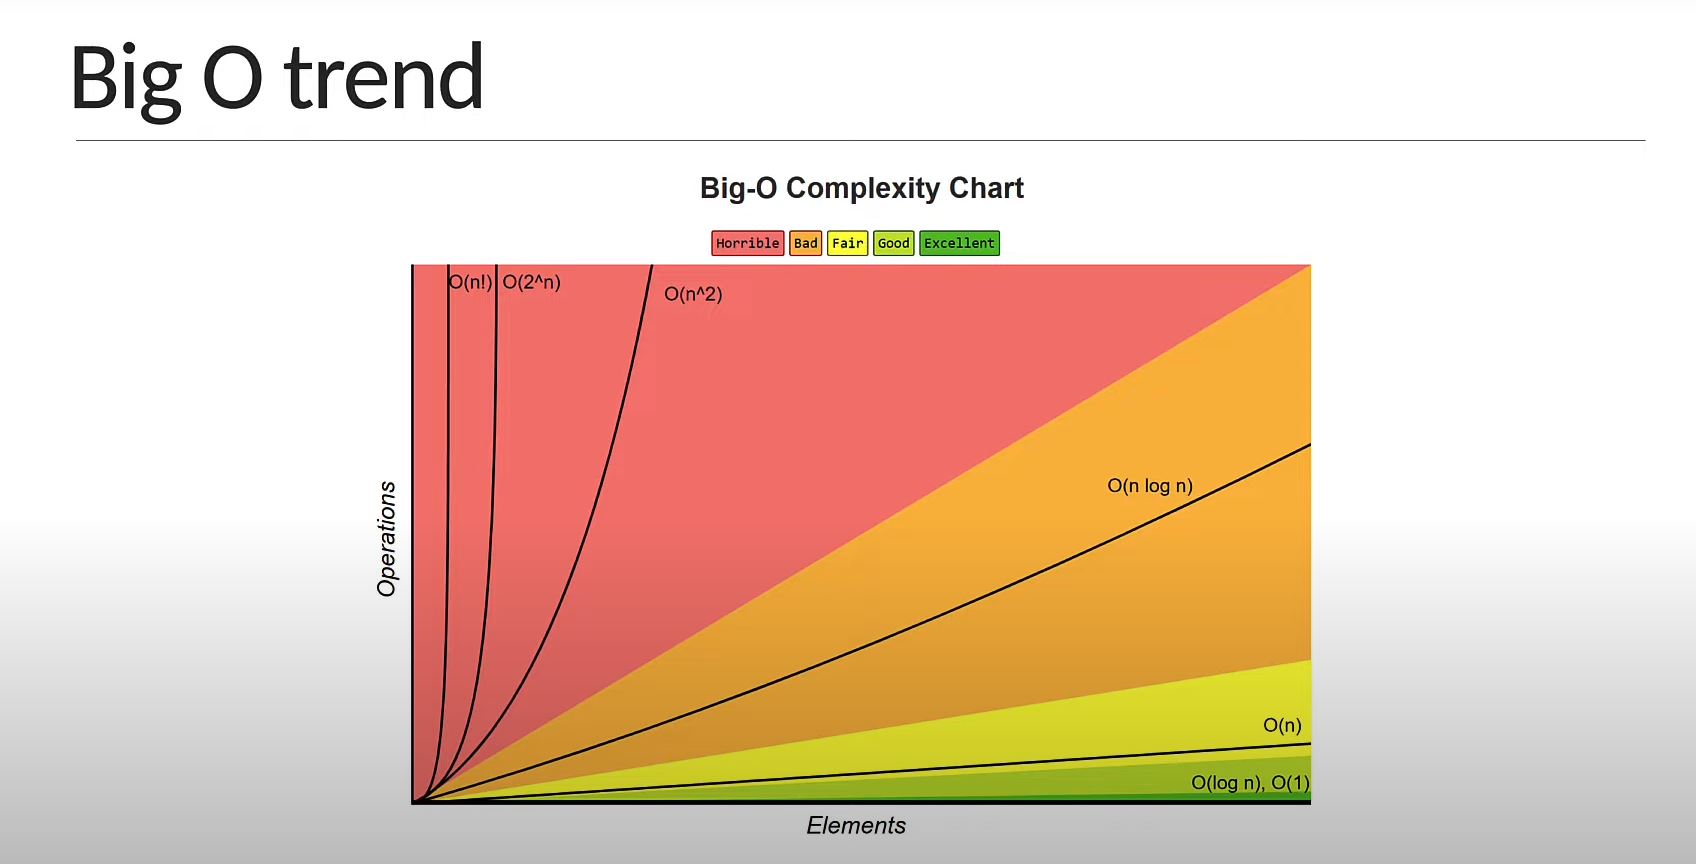 Big O trend
Big-O Complexity Chart
Horrible Bad Fair Good Excellent
O(n!) O(2^n)
O(n^2)
O(n log n)
Operations
O(n)
O(log n), O(1)
Elements